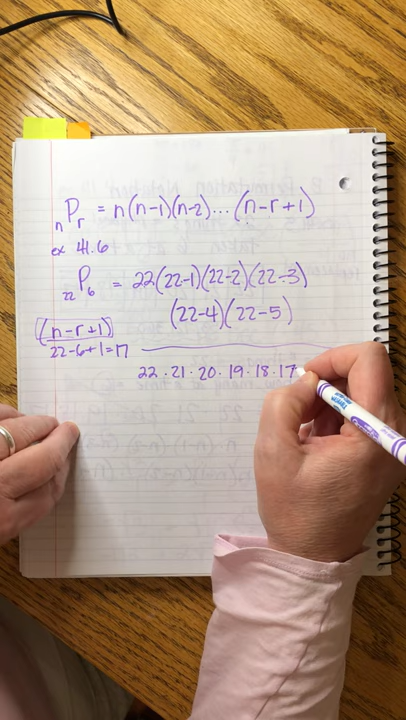 nPr = n(n-1)(n-2)...(n-r+1)
ex 41.6
22P6 = 22(22-1)(22-2)(22-3)
(22-4)(22-5)
(n-r+1)
22-6+1=17
22·21·20·19·18·17